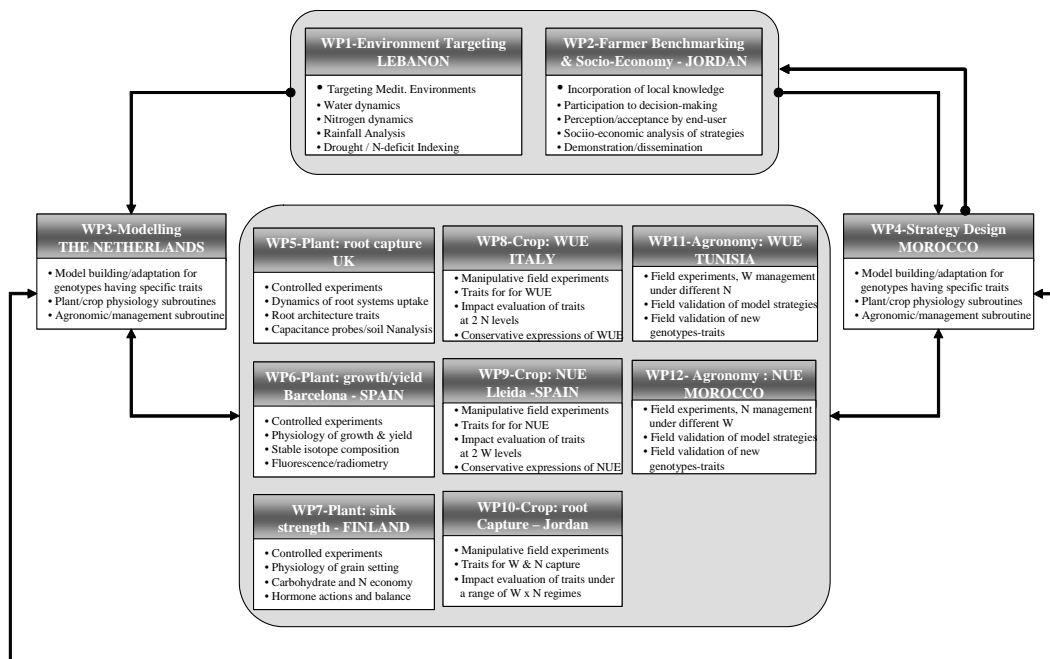 WP1-Environment Targeting
LEBANON
• Targeting Medit. Environments
• Water dynamics
• Nitrogen dynamics
• Rainfall Analysis
• Drought / N-deficit Indexing
WP2-Farmer Benchmarking
& Socio-Economy - JORDAN
• Incorporation of local knowledge
• Participation to decision-making
• Perception/acceptance by end-user
• Sociio-economic analysis of strategies
• Demonstration/dissemination
WP3-Modelling
THE NETHERLANDS
• Model building/adaptation for
genotypes having specific traits
• Plant/crop physiology subroutines
• Agronomic/management subroutine
WP4-Strategy Design
MOROCCO
• Model building/adaptation for
genotypes having specific traits
• Plant/crop physiology subroutines
• Agronomic/management subroutine
WP5-Plant: root capture
UK
• Controlled experiments
• Dynamics of root systems uptake
• Root architecture traits
• Capacitance probes/soil Nanalysis
WP8-Crop: WUE
ITALY
• Manipulative field experiments
• Traits for for WUE
• Impact evaluation of traits
at 2 N levels
• Conservative expressions of WUE
WP11-Agronomy: WUE
TUNISIA
• Field experiments, W management
under different N
• Field validation of model strategies
• Field validation of new
genotypes-traits
WP6-Plant: growth/yield
Barcelona - SPAIN
• Controlled experiments
• Physiology of growth & yield
• Stable isotope composition
• Fluorescence/radiometry
WP9-Crop: NUE
Lleida -SPAIN
• Manipulative field experiments
• Traits for for NUE
• Impact evaluation of traits
at 2 W levels
• Conservative expressions of NUE
WP12- Agronomy : NUE
MOROCCO
• Field experiments, N management
under different W
• Field validation of model strategies
• Field validation of new
genotypes-traits
WP7-Plant: sink
strength - FINLAND
• Controlled experiments
• Physiology of grain setting
• Carbohydrate and N economy
• Hormone actions and balance
WP10-Crop: root
Capture – Jordan
• Manipulative field experiments
• Traits for W & N capture
• Impact evaluation of traits under
a range of W x N regimes